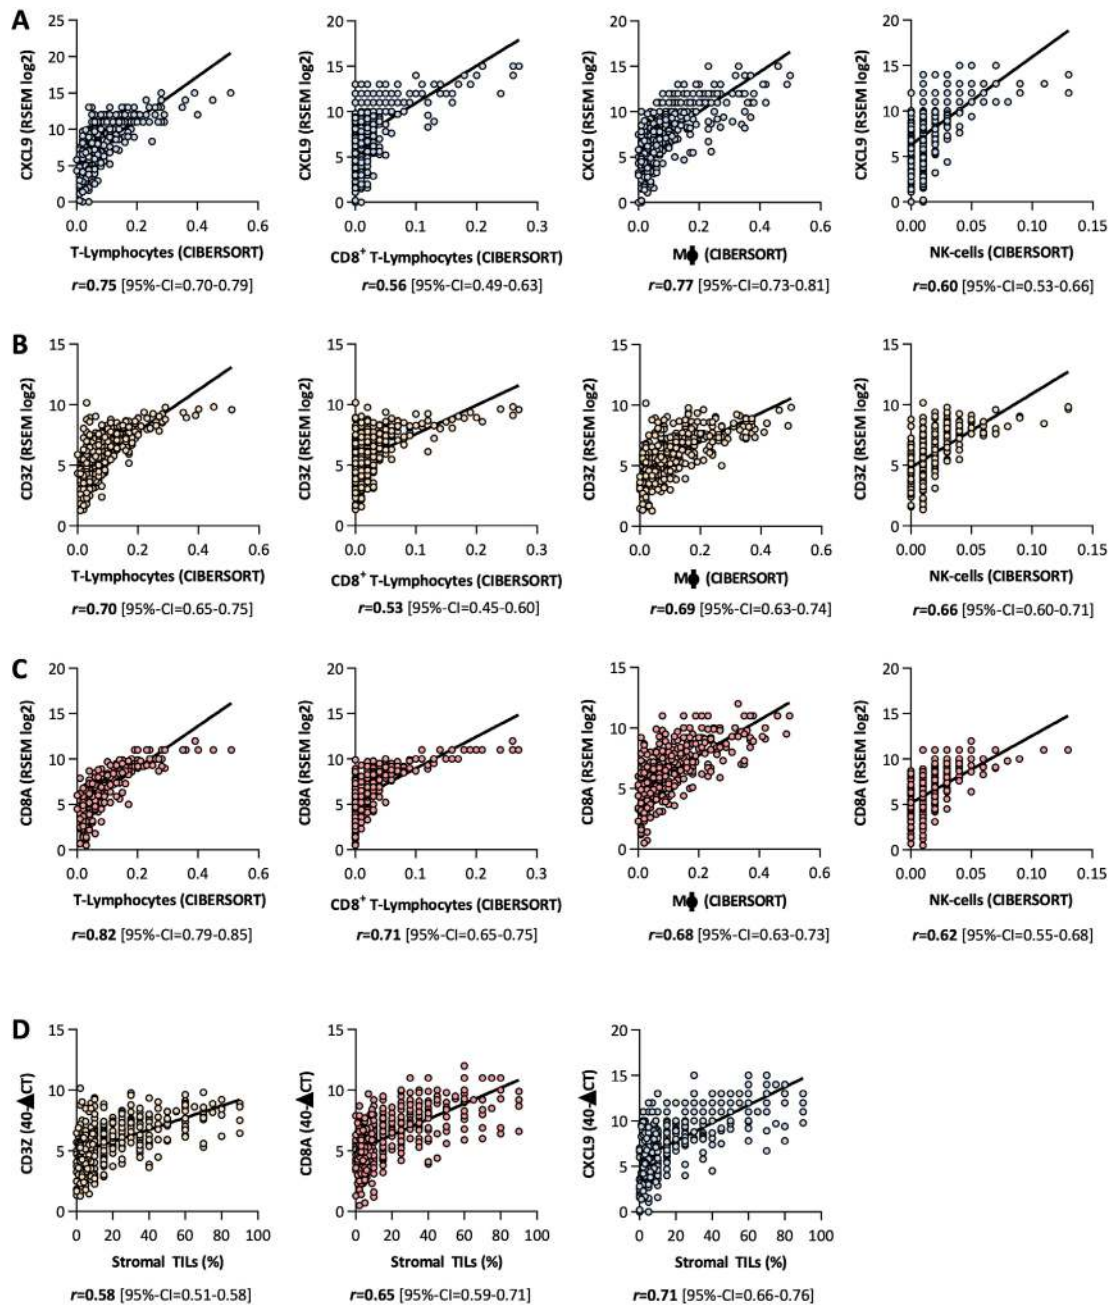 A
CXCL9 (RSEM log2)
25
20
15
10
5
0
0.0 0.2 0.4 0.6
T-Lymphocytes (CIBERSORT)
r=0.75 [95%-CI=0.70-0.79]
CXCL9 (RSEM log2)
20
15
10
5
0
0.0 0.1 0.2 0.3
CD8+ T-Lymphocytes (CIBERSORT)
r=0.56 [95%-CI=0.49-0.63]
CXCL9 (RSEM log2)
20
15
10
5
0
0.0 0.2 0.4 0.6
Mϕ (CIBERSORT)
r=0.77 [95%-CI=0.73-0.81]
CXCL9 (RSEM log2)
20
15
10
5
0
0.00 0.05 0.10 0.15
NK-cells (CIBERSORT)
r=0.60 [95%-CI=0.53-0.66]
B
CD3Z (RSEM log2)
15
10
5
0
0.0 0.2 0.4 0.6
T-Lymphocytes (CIBERSORT)
r=0.70 [95%-CI=0.65-0.75]
CD3Z (RSEM log2)
15
10
5
0
0.0 0.1 0.2 0.3
CD8+ T-Lymphocytes (CIBERSORT)
r=0.53 [95%-CI=0.45-0.60]
CD3Z (RSEM log2)
15
10
5
0
0.0 0.2 0.4 0.6
Mϕ (CIBERSORT)
r=0.69 [95%-CI=0.63-0.74]
CD3Z (RSEM log2)
15
10
5
0
0.00 0.05 0.10 0.15
NK-cells (CIBERSORT)
r=0.66 [95%-CI=0.60-0.71]
C
CD8A (RSEM log2)
20
15
10
5
0
0.0 0.2 0.4 0.6
T-Lymphocytes (CIBERSORT)
r=0.82 [95%-CI=0.79-0.85]
CD8A (RSEM log2)
20
15
10
5
0
0.0 0.1 0.2 0.3
CD8+ T-Lymphocytes (CIBERSORT)
r=0.71 [95%-CI=0.65-0.75]
CD8A (RSEM log2)
15
10
5
0
0.0 0.2 0.4 0.6
Mϕ (CIBERSORT)
r=0.68 [95%-CI=0.63-0.73]
CD8A (RSEM log2)
20
15
10
5
0
0.00 0.05 0.10 0.15
NK-cells (CIBERSORT)
r=0.62 [95%-CI=0.55-0.68]
D
CD3Z (40-▲CT)
15
10
5
0
0 20 40 60 80 100
Stromal TILs (%)
r=0.58 [95%-CI=0.51-0.58]
CD8A (40-▲CT)
15
10
5
0
0 20 40 60 80 100
Stromal TILs (%)
r=0.65 [95%-CI=0.59-0.71]
CXCL9 (40-▲CT)
20
15
10
5
0
0 20 40 60 80 100
Stromal TILs (%)
r=0.71 [95%-CI=0.66-0.76]